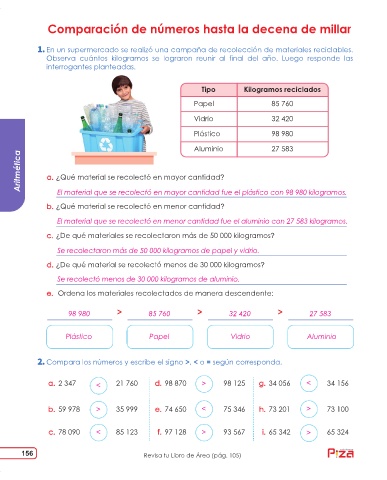 Comparación de números hasta la decena de millar
1. En un supermercado se realizó una campaña de recolección de materiales reciclables.
Observa cuántos kilogramos se lograron reunir al final del año. Luego responde las
interrogantes planteadas.
Tipo Kilogramos reciclados
Papel 85 760
Vidrio 32 420
Plástico 98 980
Aluminio 27 583
Aritmética
a. ¿Qué material se recolectó en mayor cantidad?
El material que se recolectó en mayor cantidad fue el plástico con 98 980 kilogramos.
b. ¿Qué material se recolectó en menor cantidad?
El material que se recolectó en menor cantidad fue el aluminio con 27 583 kilogramos.
c. ¿De qué materiales se recolectaron más de 50 000 kilogramos?
Se recolectaron más de 50 000 kilogramos de papel y vidrio.
d. ¿De qué material se recolectó menos de 30 000 kilogramos?
Se recolectó menos de 30 000 kilogramos de aluminio.
e. Ordena los materiales recolectados de manera descendente:
98 980 > 85 760 > 32 420 > 27 583
Plástico Papel Vidrio Aluminio
2. Compara los números y escribe el signo >, < o = según corresponda.
a. 2 347 < 21 760 d. 98 870 > 98 125 g. 34 056 < 34 156
b. 59 978 > 35 999 e. 74 650 < 75 346 h. 73 201 > 73 100
c. 78 090 < 85 123 f. 97 128 > 93 567 i. 65 342 > 65 324
156 Revisa tu Libro de Área (pág. 105) Piza